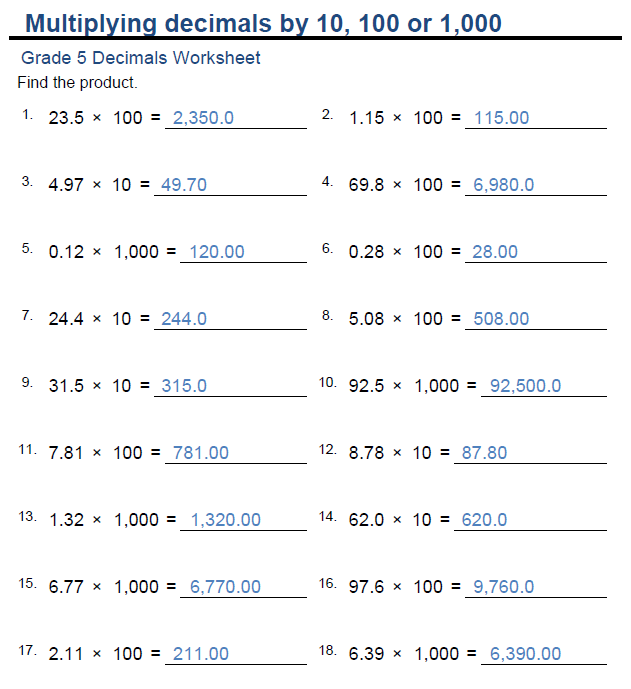 Multiplying decimals by 10, 100 or 1,000
Grade 5 Decimals Worksheet
Find the product.
1. 23.5 × 100 = 2,350.0 2. 1.15 × 100 = 115.00
3. 4.97 × 10 = 49.70 4. 69.8 × 100 = 6,980.0
5. 0.12 × 1,000 = 120.00 6. 0.28 × 100 = 28.00
7. 24.4 × 10 = 244.0 8. 5.08 × 100 = 508.00
9. 31.5 × 10 = 315.0 10. 92.5 × 1,000 = 92,500.0
11. 7.81 × 100 = 781.00 12. 8.78 × 10 = 87.80
13. 1.32 × 1,000 = 1,320.00 14. 62.0 × 10 = 620.0
15. 6.77 × 1,000 = 6,770.00 16. 97.6 × 100 = 9,760.0
17. 2.11 × 100 = 211.00 18. 6.39 × 1,000 = 6,390.00